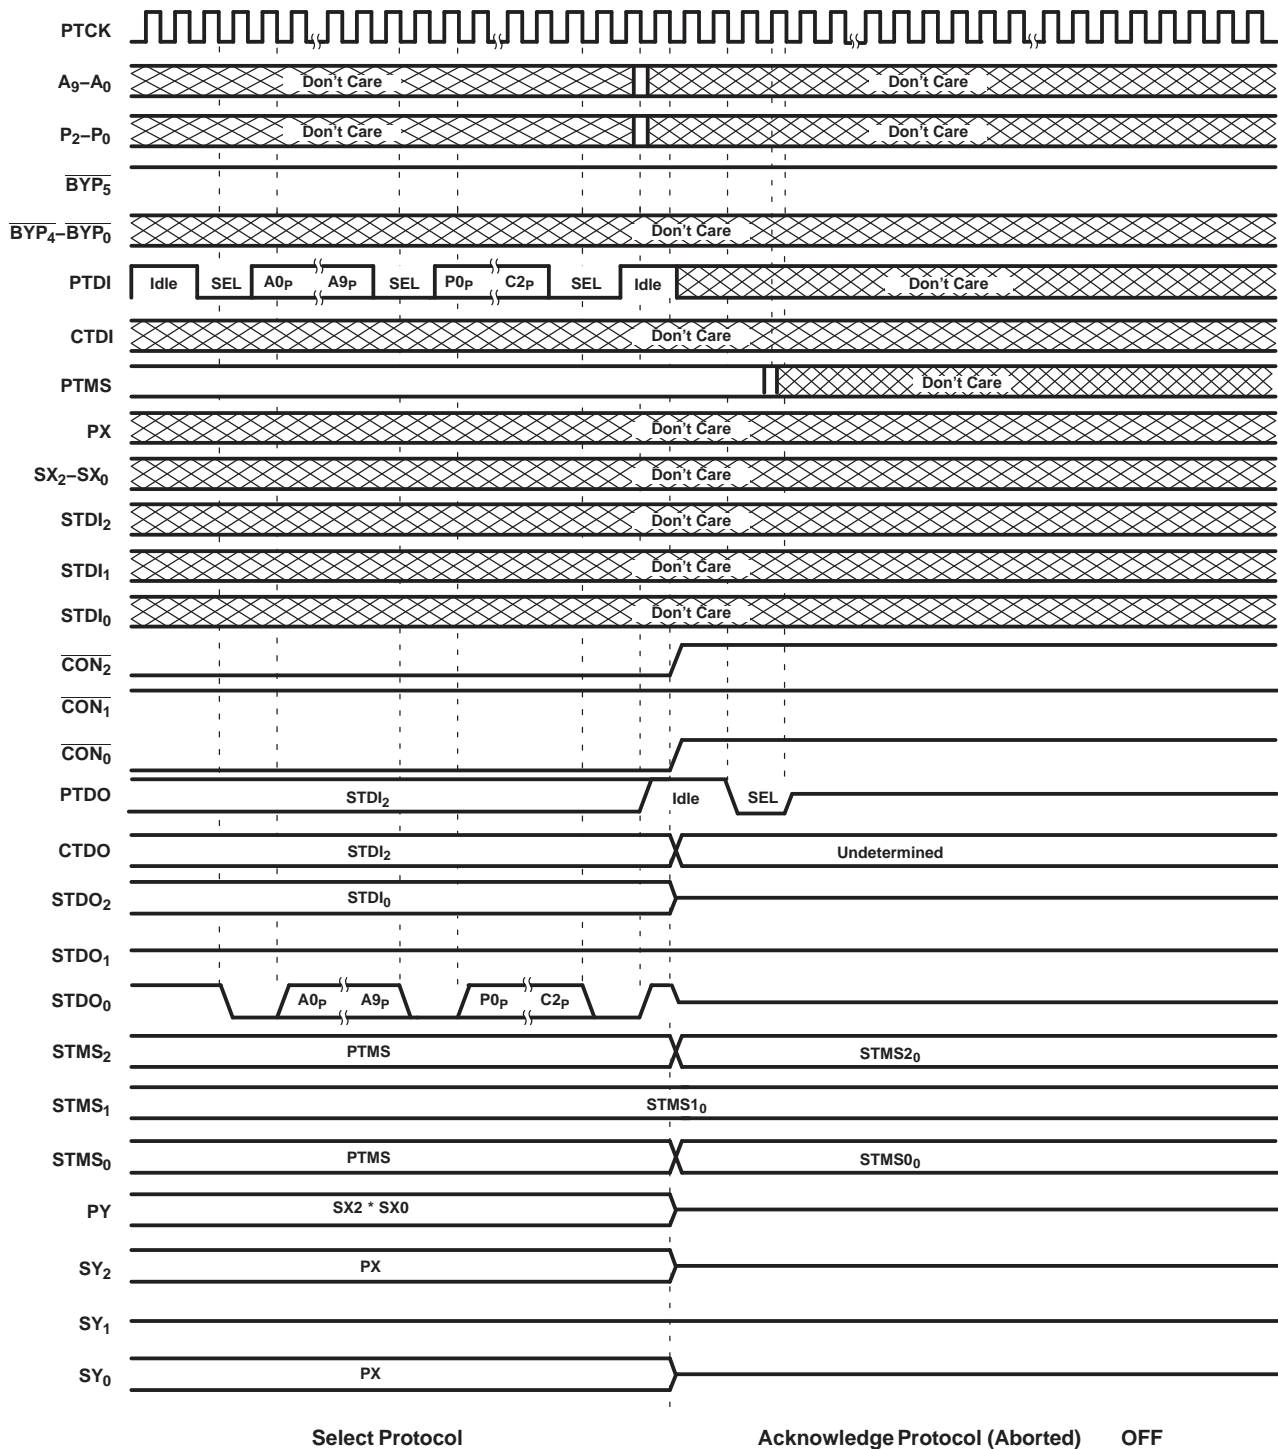 PTCK
A9–A0 Don't Care Don't Care
P2–P0 Don't Care Don't Care
BYP5
BYP4–BYP0 Don't Care
PTDI Idle SEL A0P A9P SEL P0P C2P SEL Idle Don't Care
CTDI Don't Care
PTMS Don't Care
PX Don't Care
SX2–SX0 Don't Care
STDI2 Don't Care
STDI1 Don't Care
STDI0 Don't Care
CON2
CON1
CON0
PTDO STDI2 Idle SEL
CTDO STDI2 Undetermined
STDO2 STDI0
STDO1
STDO0 A0P A9P P0P C2P
STMS2 PTMS STMS20
STMS1 STMS10
STMS0 PTMS STMS00
PY SX2 * SX0
SY2 PX
SY1
SY0 PX
Select Protocol Acknowledge Protocol (Aborted) OFF